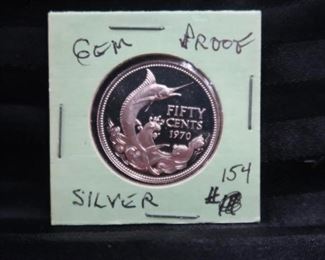 GEM PROOF
FIFTY
CENTS
1970
SILVER 154
#